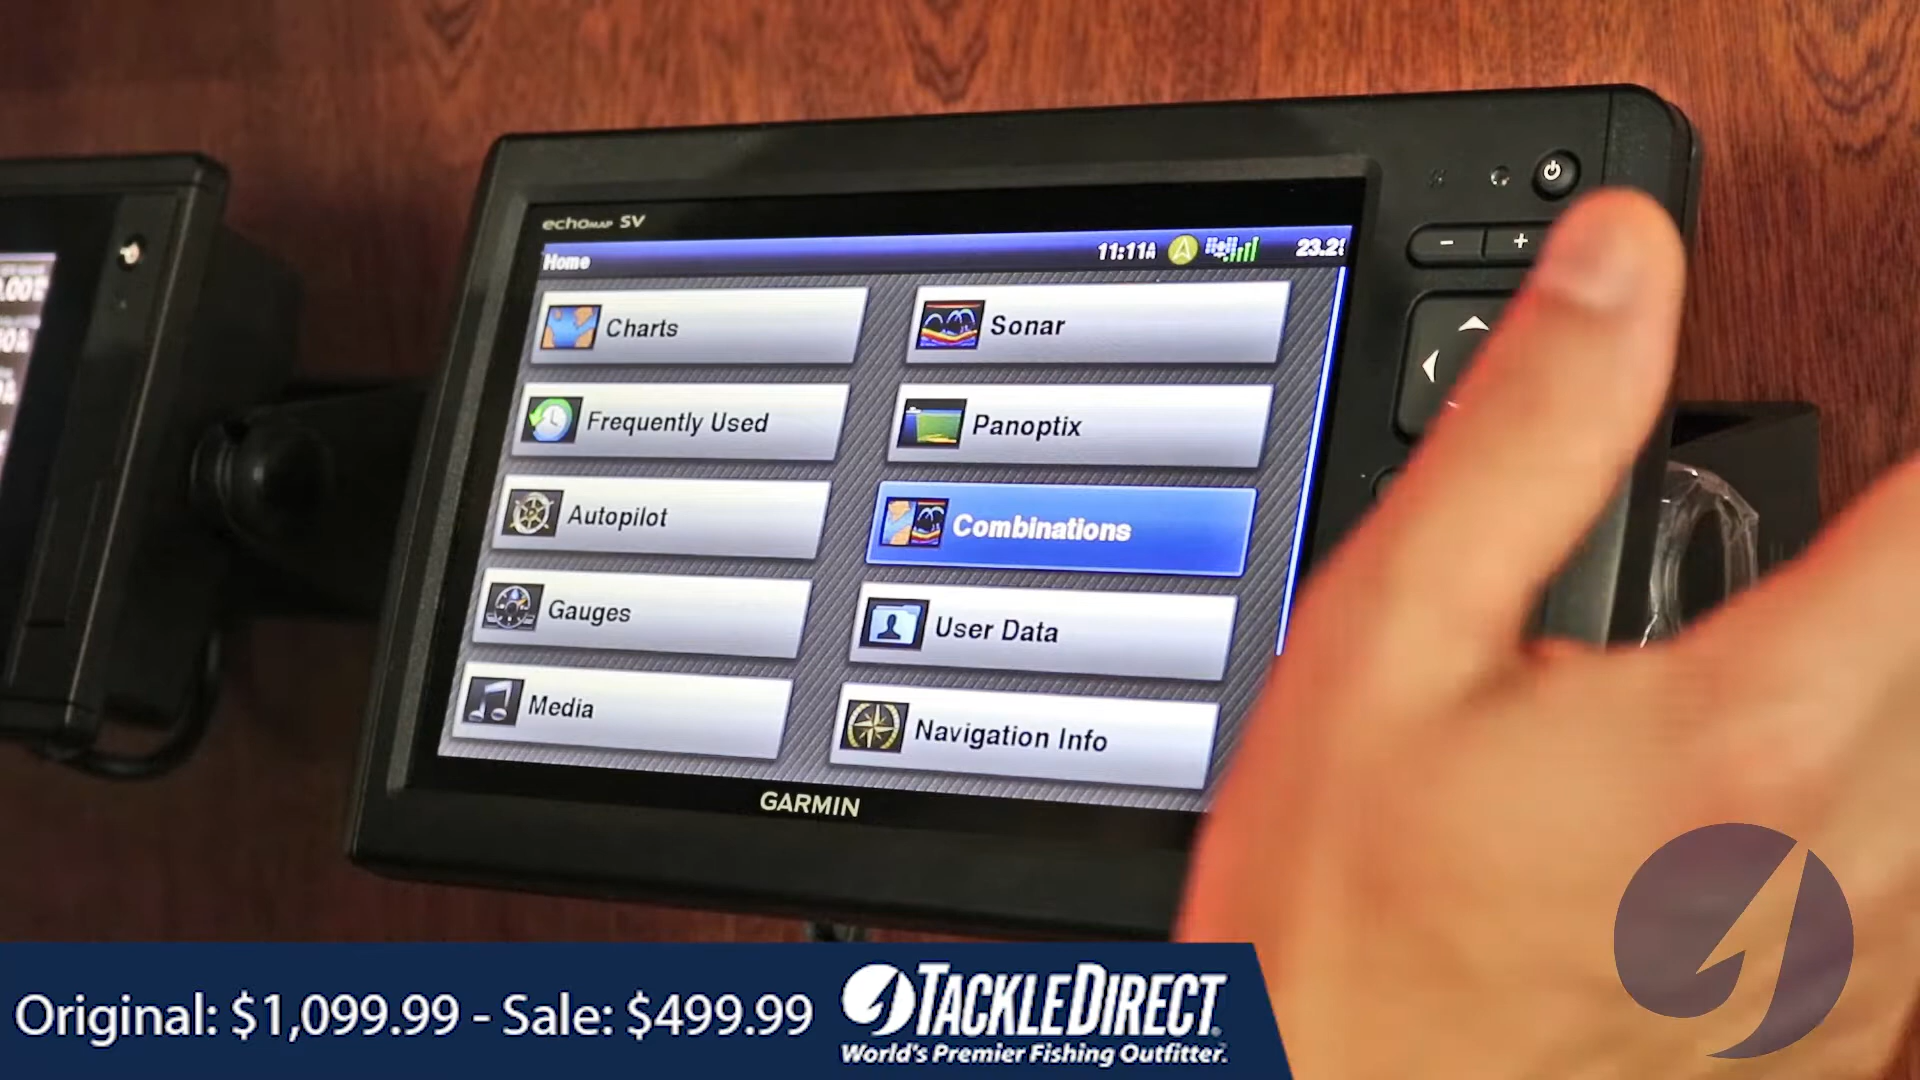 echoMAP SV
Home
11:11A
Charts
Sonar
Frequently Used
Panoptix
Autopilot
Combinations
Gauges
User Data
Media
Navigation Info
GARMIN
- +
Original: $1,099.99 - Sale: $499.99
TACKLEDIRECT
World's Premier Fishing Outfitter.